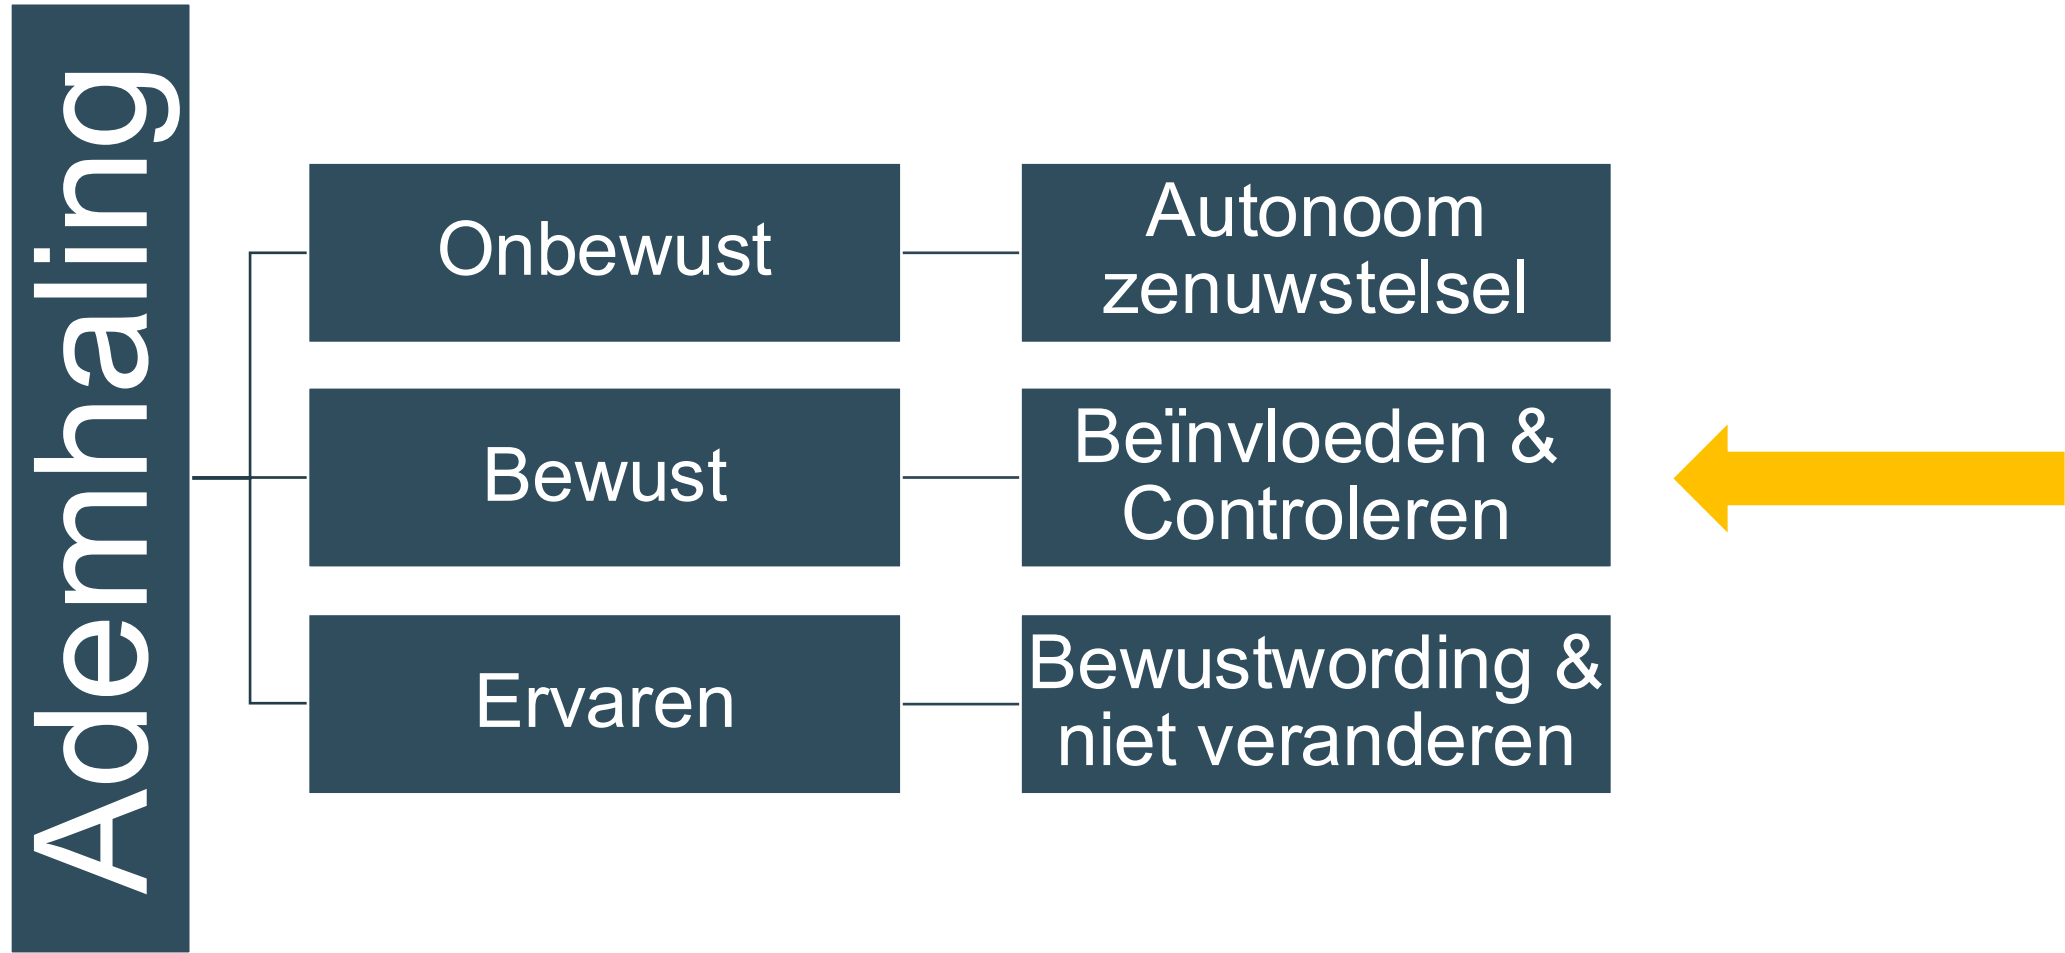 Ademhaling
Onbewust
Autonoom
zenuwstelsel
Bewust
Beïnvloeden &
Controleren
Ervaren
Bewustwording &
niet veranderen